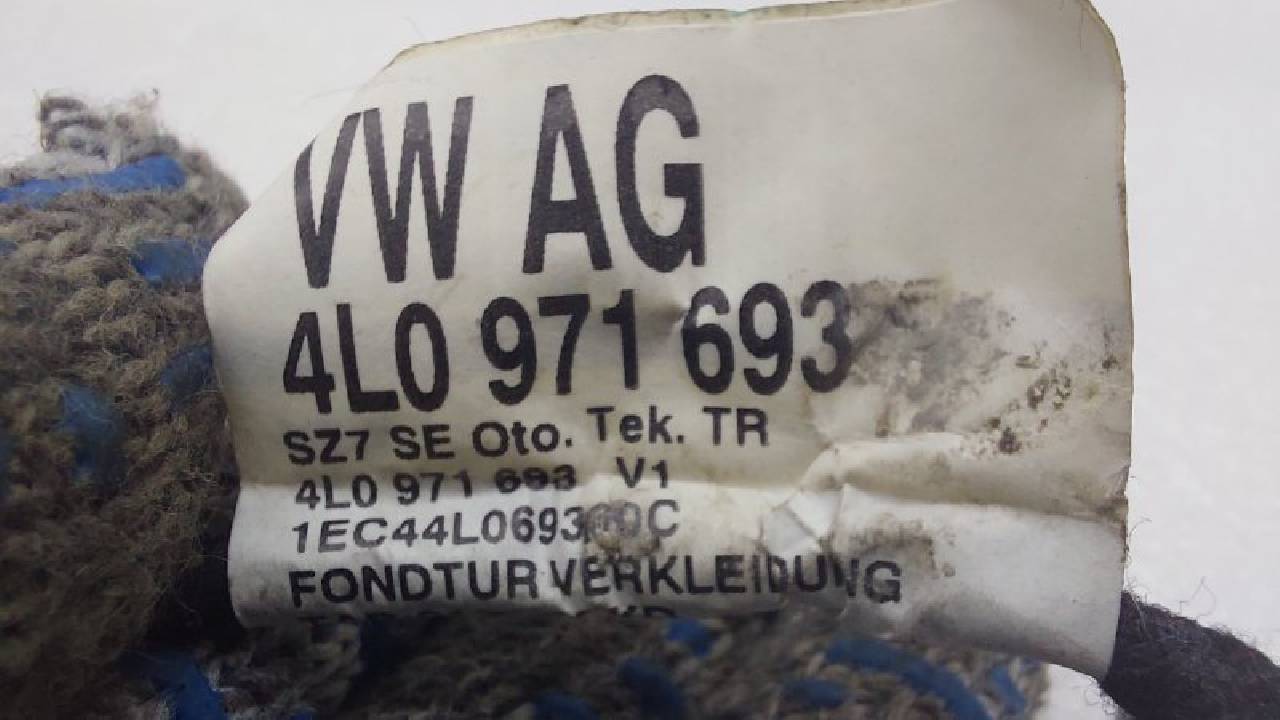 VW AG
4L0 971 693
SZ7 SE Oto. Tek. TR
4L0 971 693 V1
FONDTUR VERKLEIDUNG